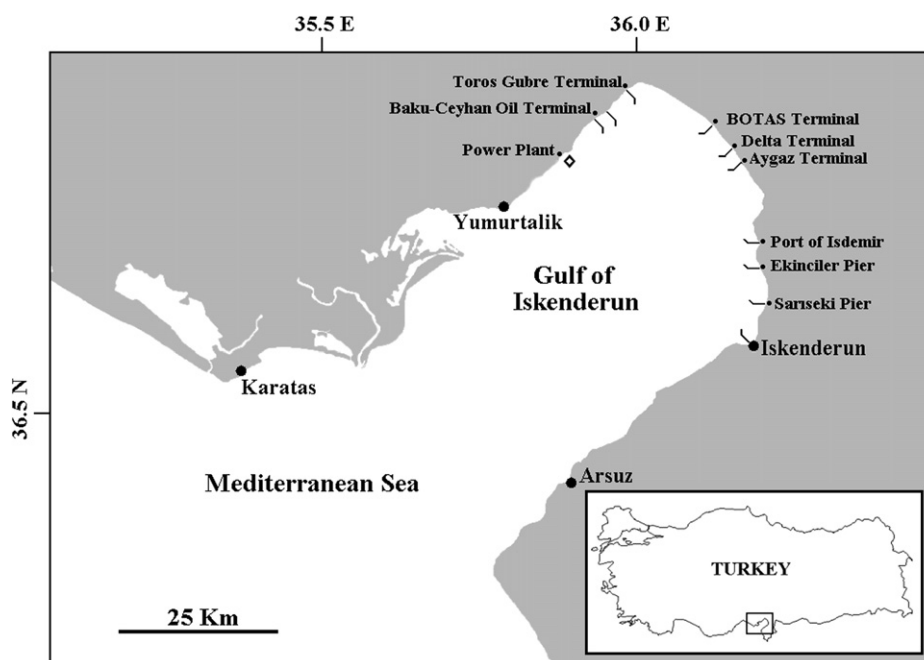 35.5 E
36.0 E
Toros Gubre Terminal
Baku-Ceyhan Oil Terminal
BOTAS Terminal
Delta Terminal
Power Plant
Aygaz Terminal
Yumurtalik
Port of Isdemir
Gulf of
Iskenderun
Ekinciler Pier
Sarıseki Pier
Iskenderun
Karatas
36.5 N
Mediterranean Sea
Arsuz
TURKEY
25 Km